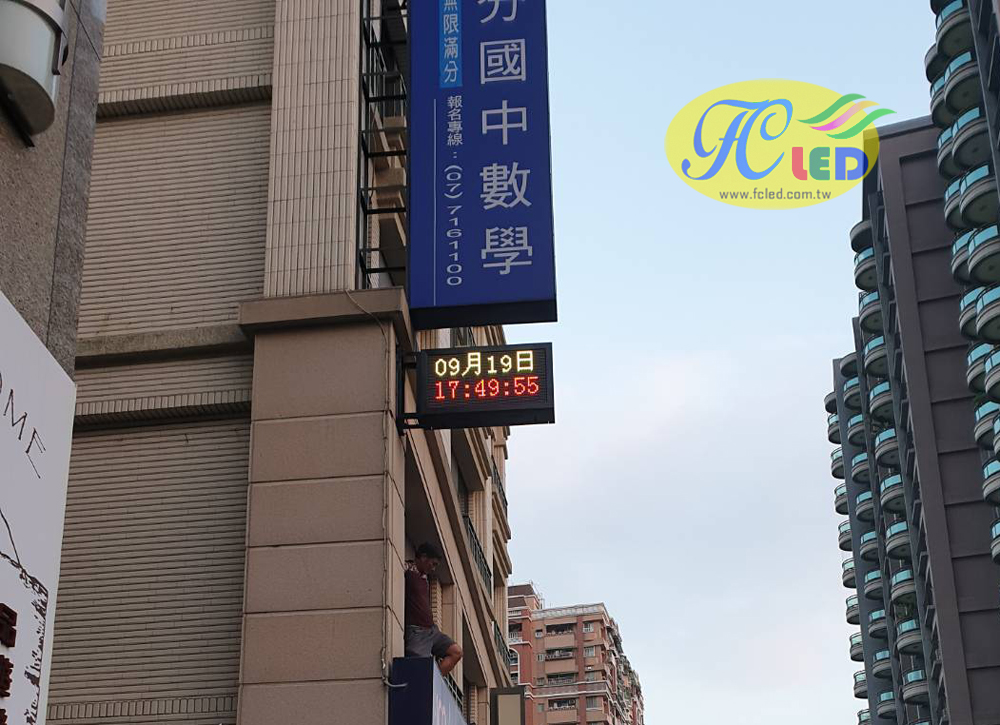 無限滿分
報名專線：(07)7161100
分國中數學
09月19日
17:49:55
FC LED
www.fcled.com.tw
OME